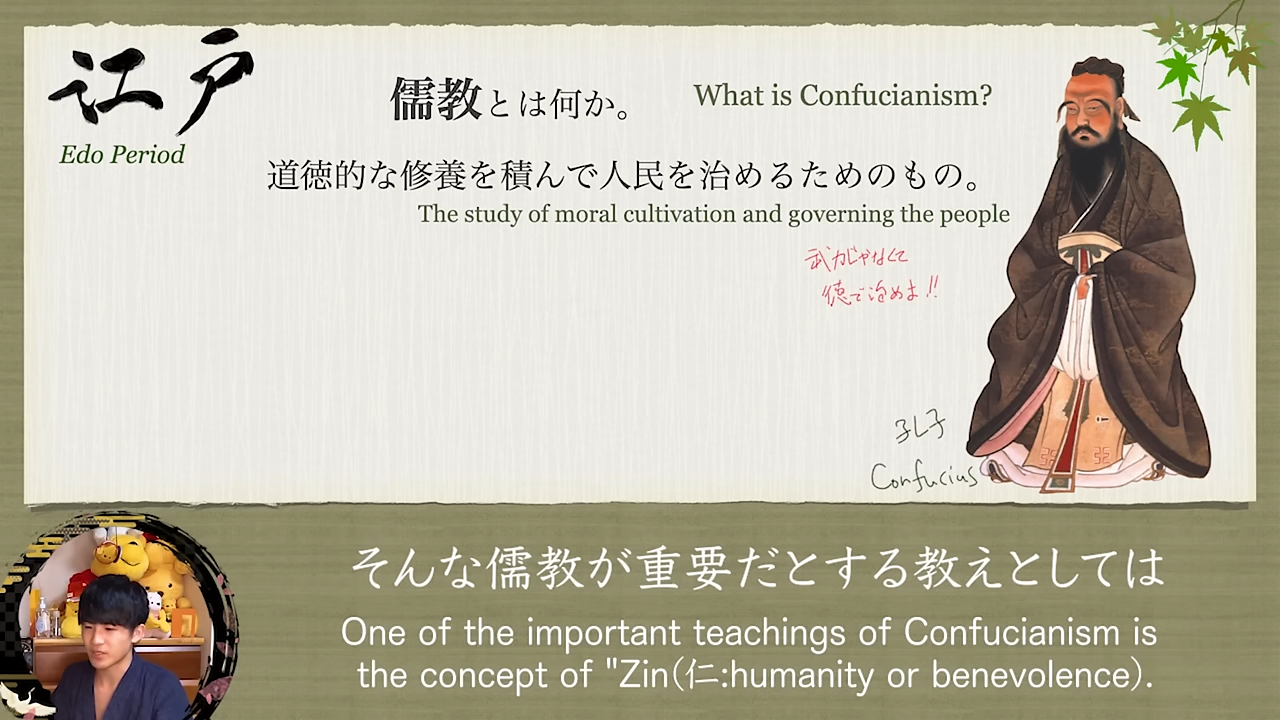 江戸
Edo Period
儒教とは何か。
What is Confucianism?
道徳的な修養を積んで人民を治めるためのもの。
The study of moral cultivation and governing the people
武力じゃなくて
徳で治めま!!
孔子
Confucius
そんな儒教が重要だとする教えとしては
One of the important teachings of Confucianism is
the concept of "Zin(仁:humanity or benevolence).